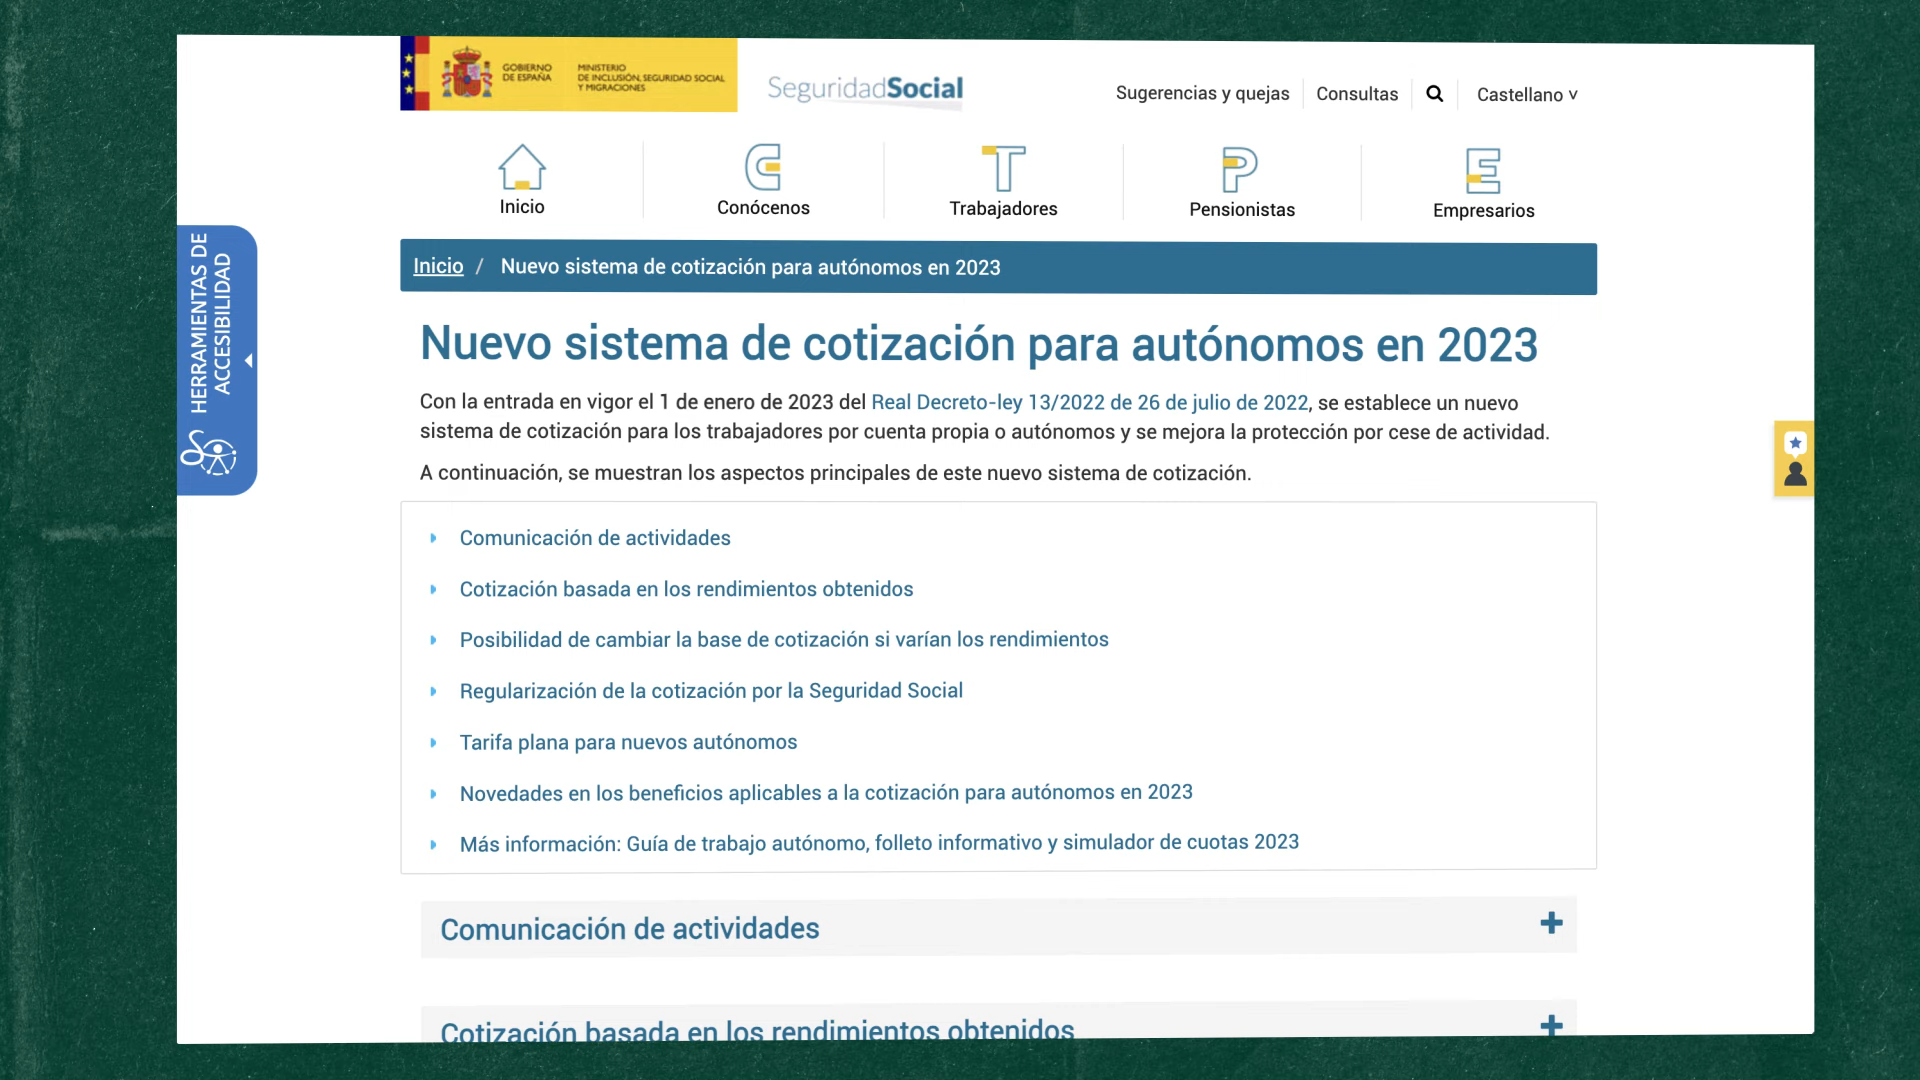 GOBIERNO
DE ESPAÑA
MINISTERIO
DE INCLUSIÓN, SEGURIDAD SOCIAL
Y MIGRACIONES
SeguridadSocial
Sugerencias y quejas
Consultas
Castellano
Inicio
Conócenos
Trabajadores
Pensionistas
Empresarios
HERRAMIENTAS DE
ACCESIBILIDAD
Inicio / Nuevo sistema de cotización para autónomos en 2023
Nuevo sistema de cotización para autónomos en 2023
Con la entrada en vigor el 1 de enero de 2023 del Real Decreto-ley 13/2022 de 26 de julio de 2022, se establece un nuevo
sistema de cotización para los trabajadores por cuenta propia o autónomos y se mejora la protección por cese de actividad.
A continuación, se muestran los aspectos principales de este nuevo sistema de cotización.
Comunicación de actividades
Cotización basada en los rendimientos obtenidos
Posibilidad de cambiar la base de cotización si varían los rendimientos
Regularización de la cotización por la Seguridad Social
Tarifa plana para nuevos autónomos
Novedades en los beneficios aplicables a la cotización para autónomos en 2023
Más información: Guía de trabajo autónomo, folleto informativo y simulador de cuotas 2023
Comunicación de actividades
Cotización basada en los rendimientos obtenidos